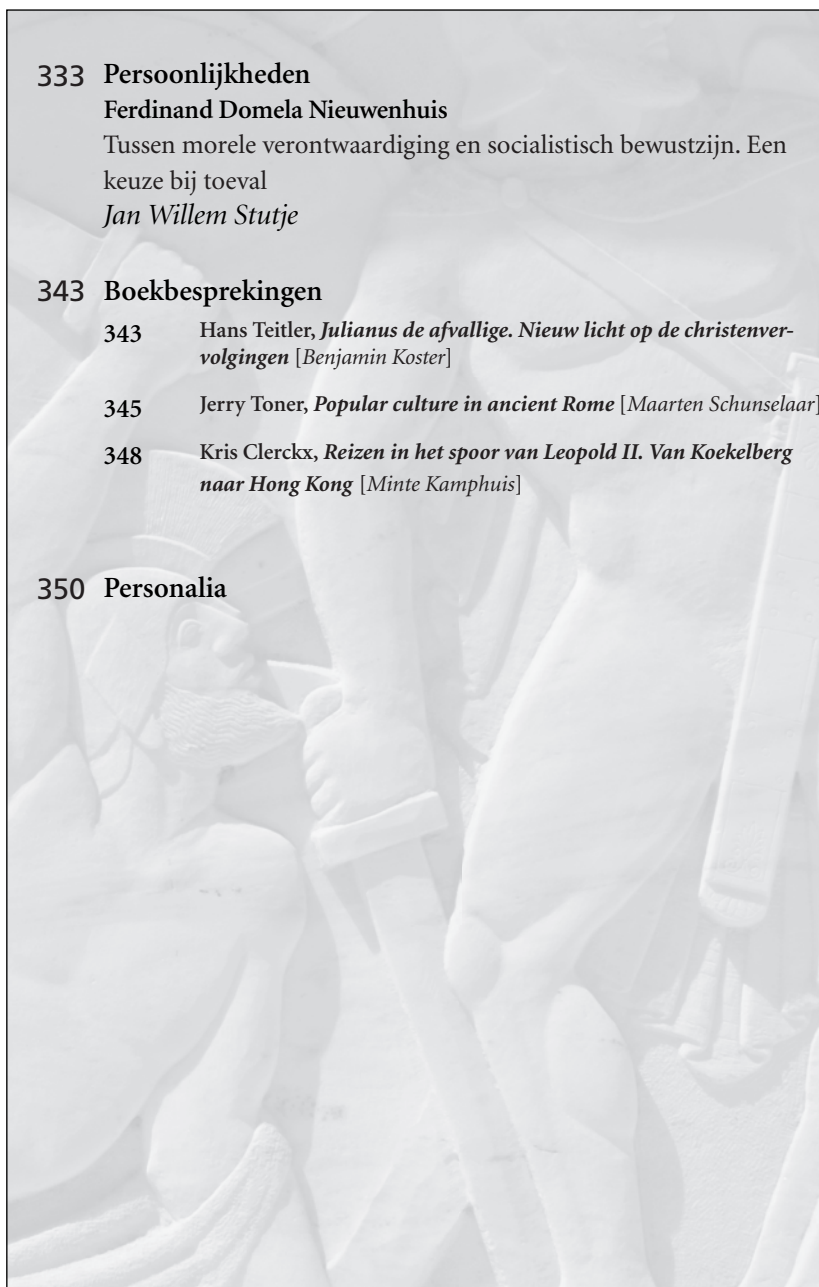 333 Persoonlijkheden
Ferdinand Domela Nieuwenhuis
Tussen morele verontwaardiging en socialistisch bewustzijn. Een
keuze bij toeval
Jan Willem Stutje
343 Boekbesprekingen
343 Hans Teitler, Julianus de afvallige. Nieuw licht op de christenver-
volgingen [Benjamin Koster]
345 Jerry Toner, Popular culture in ancient Rome [Maarten Schunselaar]
348 Kris Clerckx, Reizen in het spoor van Leopold II. Van Koekelberg
naar Hong Kong [Minte Kamphuis]
350 Personalia